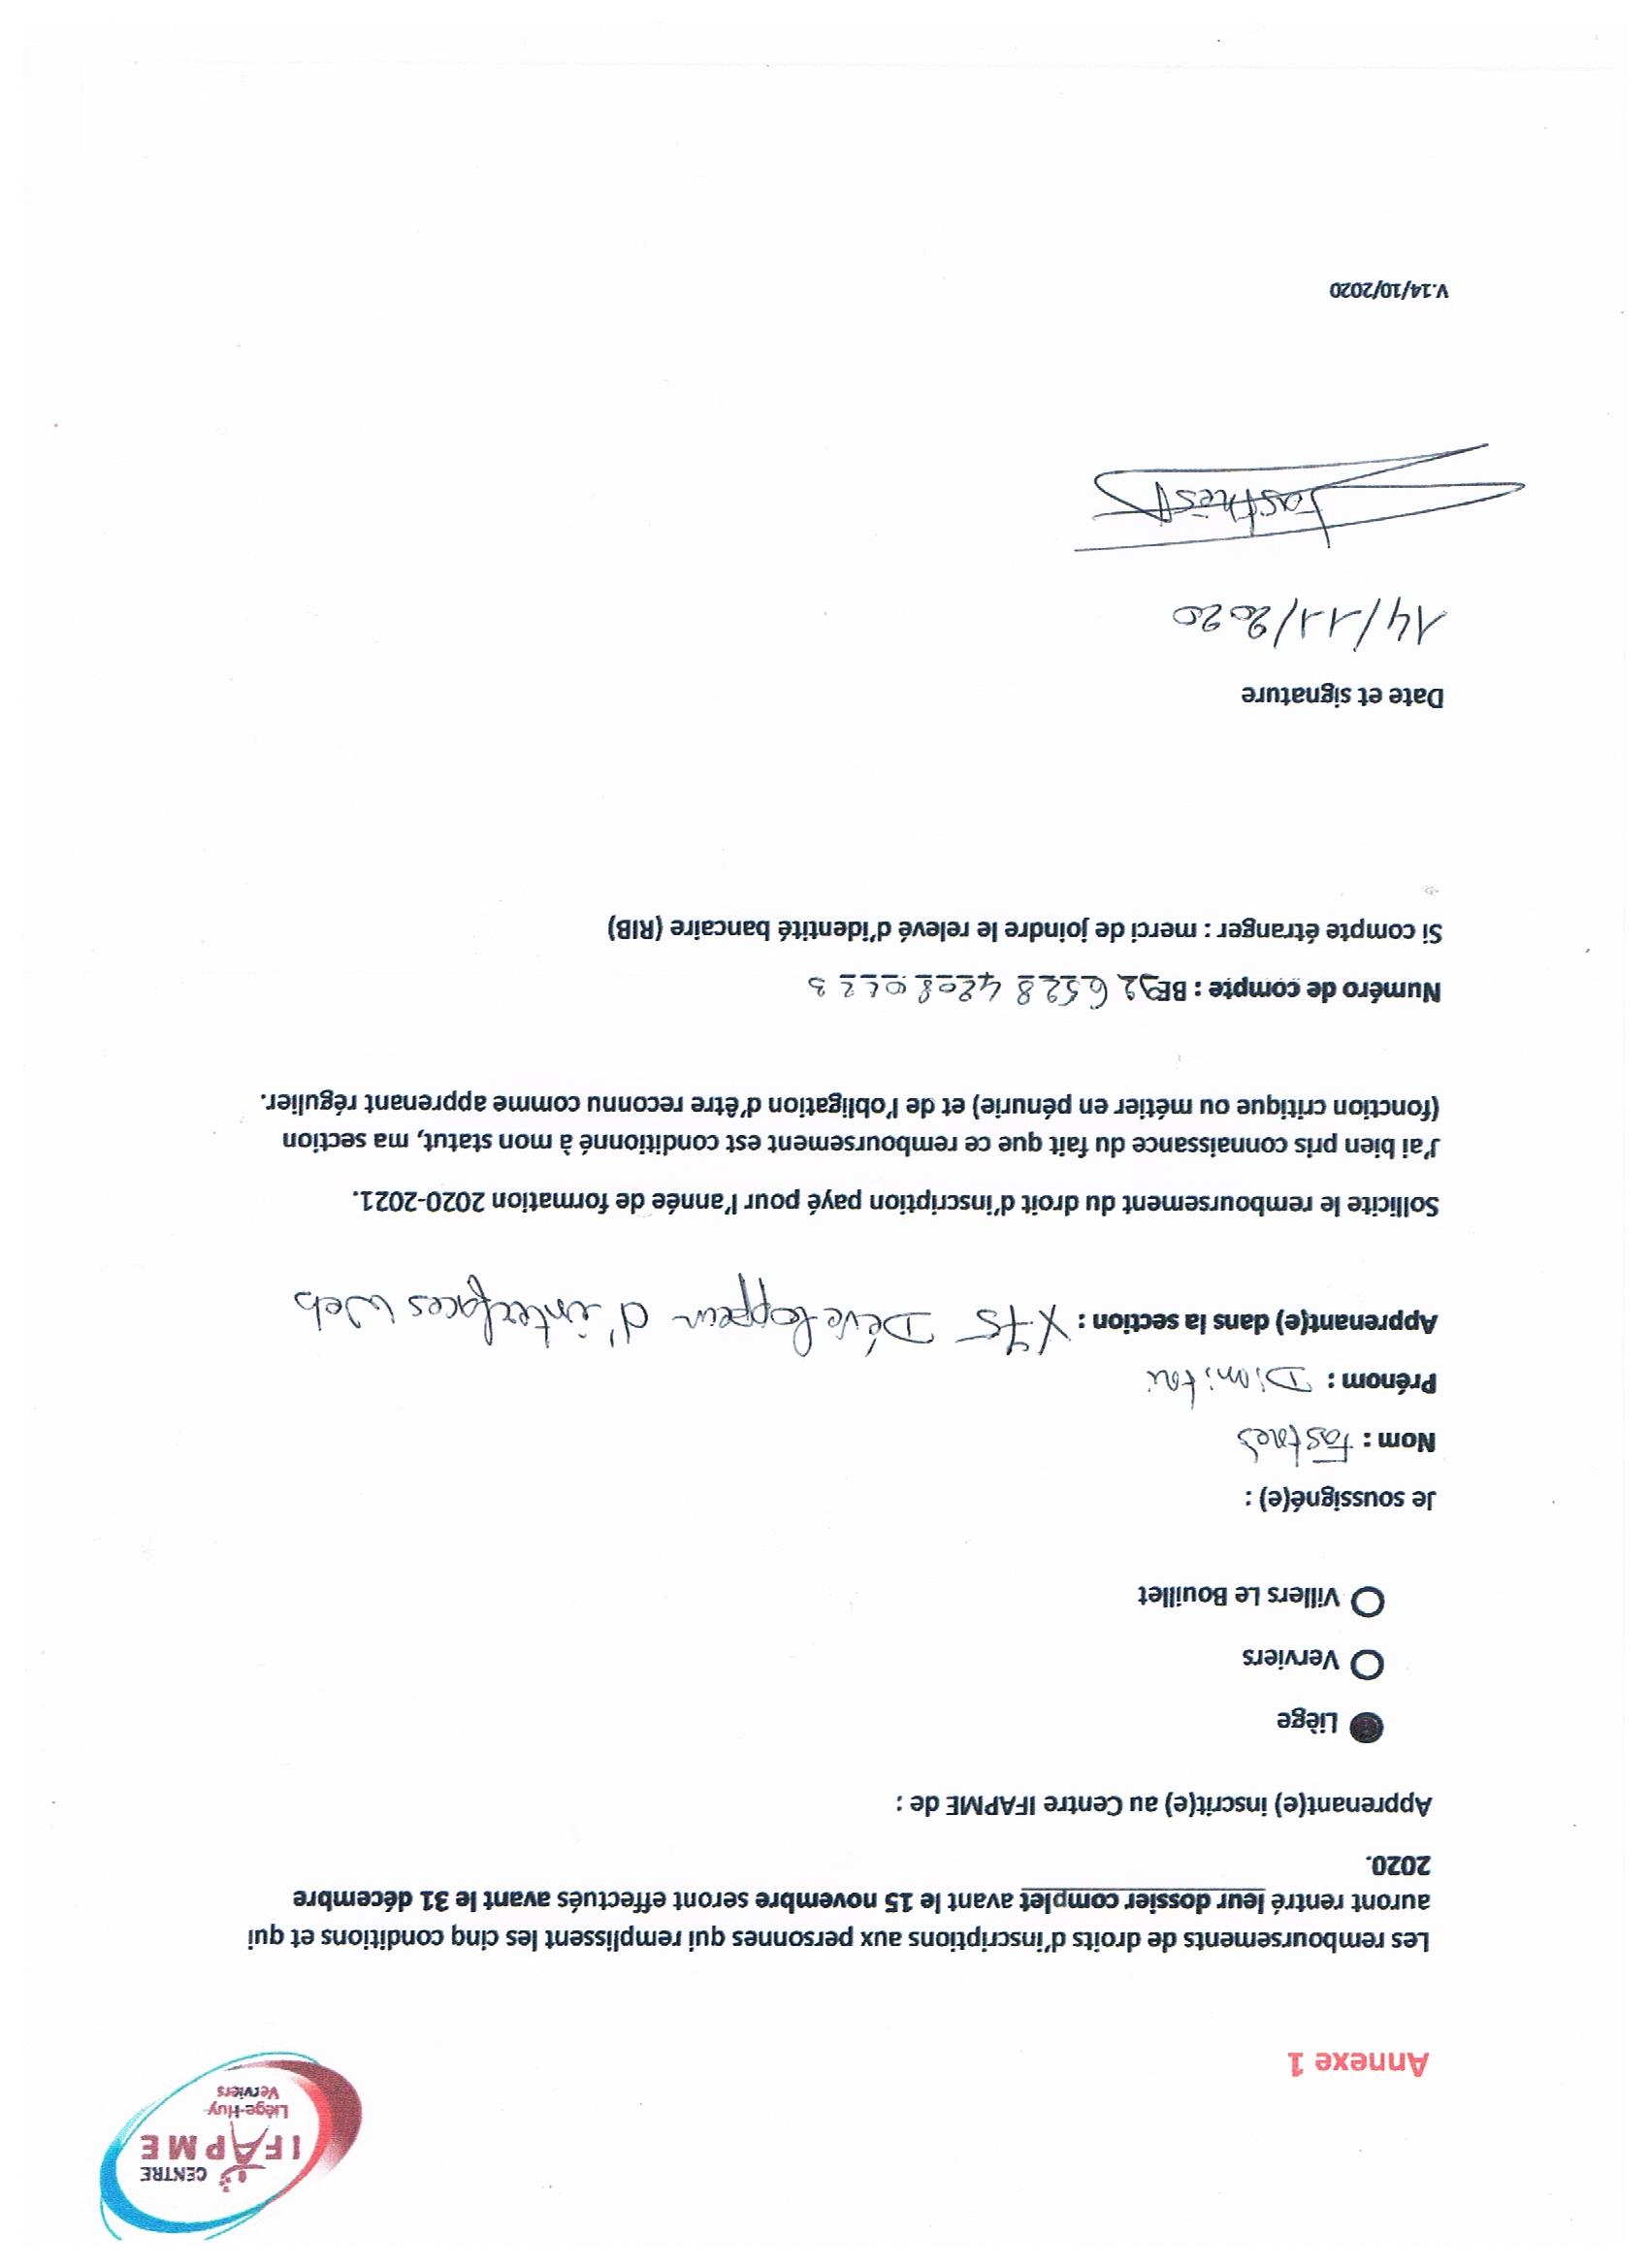 CENTRE
IFAPME
Liège-Huy
Verviers
Annexe 1
Les remboursements de droits d'inscriptions aux personnes qui remplissent les cinq conditions et qui
auront rentré leur dossier complet avant le 15 novembre seront effectués avant le 31 décembre
2020.
Apprenant(e) inscrit(e) au Centre IFAPME de :
Liège
Verviers
Villers Le Bouillet
Je soussigné(e) :
Nom : Fastrès
Prénom : Dimitri
Apprenant(e) dans la section : X75 Développeur d'interfaces Web
Sollicite le remboursement du droit d'inscription payé pour l'année de formation 2020-2021.
J'ai bien pris connaissance du fait que ce remboursement est conditionné à mon statut, ma section
(fonction critique ou métier en pénurie) et de l'obligation d'être reconnu comme apprenant régulier.
Numéro de compte : BE92 6528 4208 0223
Si compte étranger : merci de joindre le relevé d'identité bancaire (RIB)
Date et signature
14/11/2020
Fastrès D
V.14/10/2020